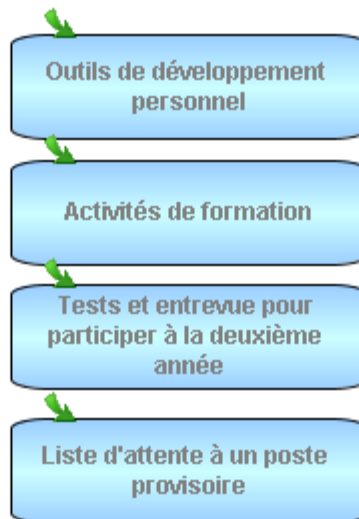 Outils de développement
personnel
Activités de formation
Tests et entrevue pour
participer à la deuxième
année
Liste d'attente à un poste
provisoire